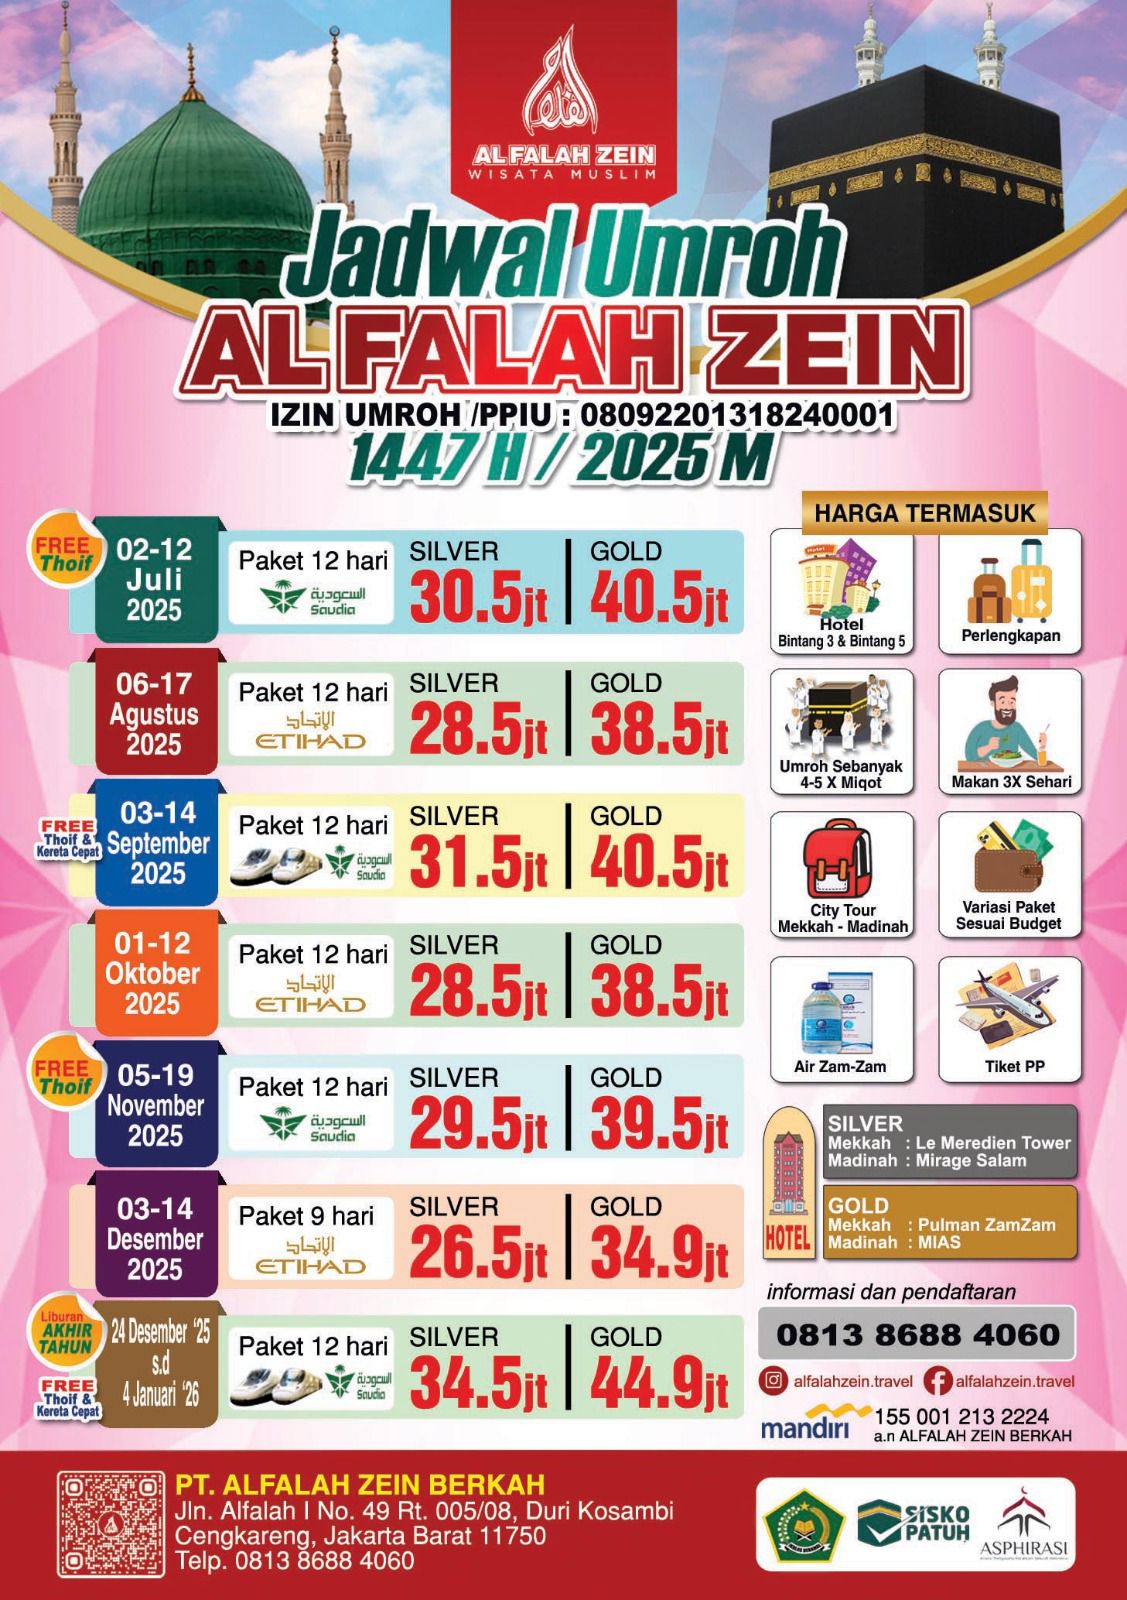 ALFALAH ZEIN
WISATA MUSLIM
Jadwal Umroh
ALFALAH ZEIN
IZIN UMROH /PPIU : 08092201318240001
1447 H / 2025 M
FREE
Thoif
02-12
Juli
2025
Paket 12 hari
السعودية
Saudia
SILVER
30.5jt
GOLD
40.5jt
06-17
Agustus
2025
Paket 12 hari
الإتحاد
ETIHAD
SILVER
28.5jt
GOLD
38.5jt
FREE
Thoif &
Kereta Cepat
03-14
September
2025
Paket 12 hari
السعودية
Saudia
SILVER
31.5jt
GOLD
40.5jt
01-12
Oktober
2025
Paket 12 hari
الإتحاد
ETIHAD
SILVER
28.5jt
GOLD
38.5jt
FREE
Thoif
05-19
November
2025
Paket 12 hari
السعودية
Saudia
SILVER
29.5jt
GOLD
39.5jt
03-14
Desember
2025
Paket 9 hari
الإتحاد
ETIHAD
SILVER
26.5jt
GOLD
34.9jt
Liburan
AKHIR
TAHUN
FREE
Thoif &
Kereta Cepat
24 Desember '25
s.d
4 Januari '26
Paket 12 hari
السعودية
Saudia
SILVER
34.5jt
GOLD
44.9jt
HARGA TERMASUK
Hotel
Hotel
Bintang 3 & Bintang 5
Perlengkapan
Umroh Sebanyak
4-5 X Miqot
Makan 3X Sehari
City Tour
Mekkah - Madinah
Variasi Paket
Sesuai Budget
Air Zam-Zam
Tiket PP
HOTEL
SILVER
Mekkah : Le Meredien Tower
Madinah : Mirage Salam
GOLD
Mekkah : Pulman ZamZam
Madinah : MIAS
informasi dan pendaftaran
0813 8688 4060
alfalahzein.travel
alfalahzein.travel
mandiri
155 001 213 2224
a.n ALFALAH ZEIN BERKAH
PT. ALFALAH ZEIN BERKAH
Jln. Alfalah I No. 49 Rt. 005/08, Duri Kosambi
Cengkareng, Jakarta Barat 11750
Telp. 0813 8688 4060
SISKO
PATUH
ASPHIRASI